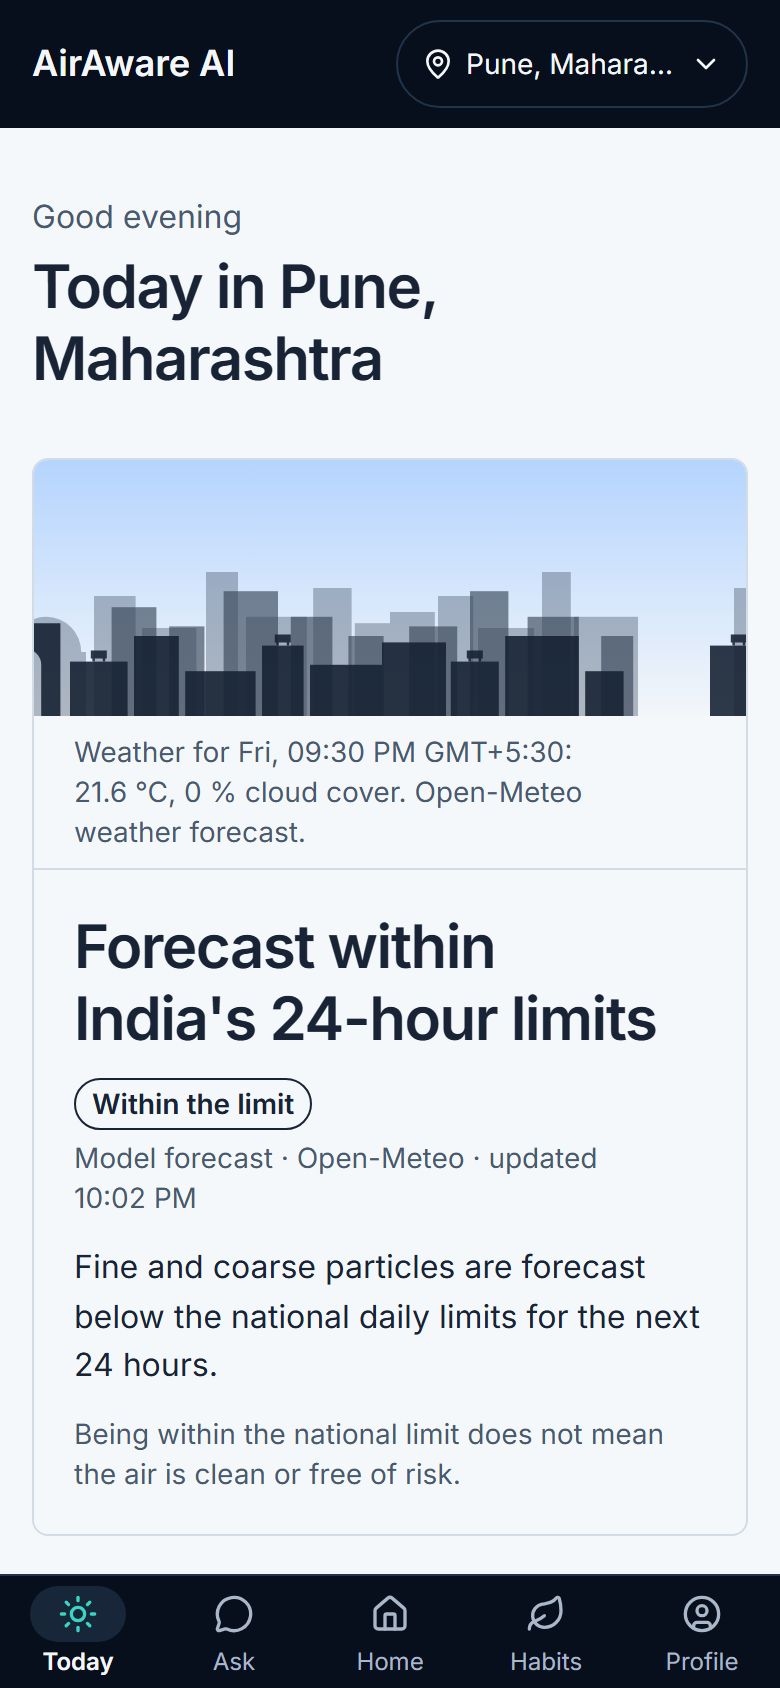 AirAware AI
Pune, Mahara...
Good evening
Today in Pune,
Maharashtra
Weather for Fri, 09:30 PM GMT+5:30:
21.6 °C, 0 % cloud cover. Open-Meteo
weather forecast.
Forecast within
India's 24-hour limits
Within the limit
Model forecast · Open-Meteo · updated
10:02 PM
Fine and coarse particles are forecast
below the national daily limits for the next
24 hours.
Being within the national limit does not mean
the air is clean or free of risk.
Today
Ask
Home
Habits
Profile